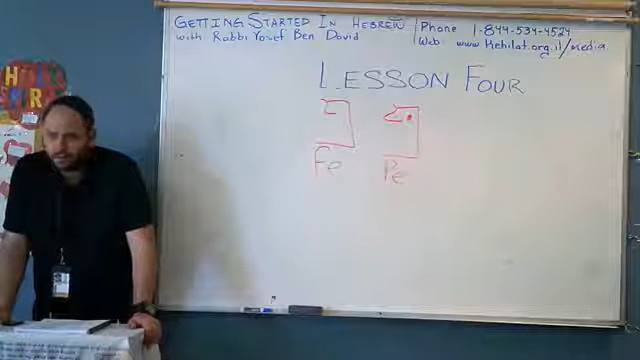 GETTING STARTED IN HEBREW
with Rabbi Yosef Ben David
Phone 1-844-534-4524
Web: www.Kehilat.org.il/media
LESSON FOUR
פ פּ
Fe Pe